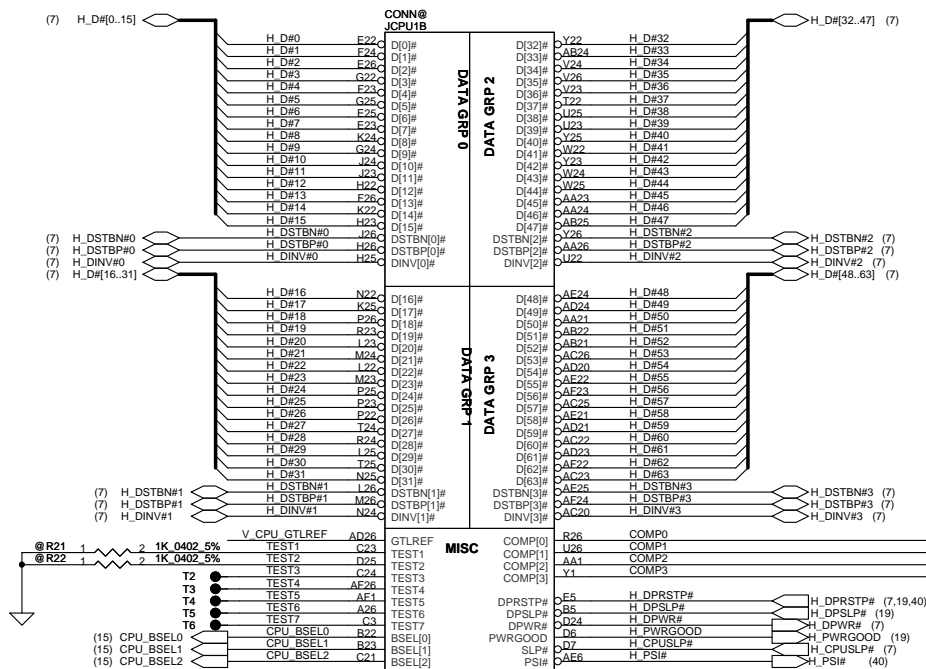 CONN@
JCPU1B
(7) H_D#[0..15] H_D#[32..47] (7)
H_D#0 E22 D[0]# D[32]# Y22 H_D#32
H_D#1 F24 D[1]# D[33]# AB24 H_D#33
H_D#2 E26 D[2]# D[34]# V24 H_D#34
H_D#3 G22 D[3]# D[35]# V26 H_D#35
H_D#4 F23 D[4]# D[36]# V23 H_D#36
H_D#5 G25 D[5]# D[37]# T22 H_D#37
H_D#6 E25 D[6]# D[38]# U25 H_D#38
H_D#7 E23 D[7]# D[39]# U23 H_D#39
H_D#8 K24 D[8]# D[40]# Y25 H_D#40
H_D#9 G24 D[9]# D[41]# W22 H_D#41
H_D#10 J24 D[10]# D[42]# Y23 H_D#42
H_D#11 J23 D[11]# D[43]# W24 H_D#43
H_D#12 H22 D[12]# D[44]# W25 H_D#44
H_D#13 F26 D[13]# D[45]# AA23 H_D#45
H_D#14 K22 D[14]# D[46]# AA24 H_D#46
H_D#15 H23 D[15]# D[47]# AB25 H_D#47
(7) H_DSTBN#0 H_DSTBN#0 J26 DSTBN[0]# DSTBN[2]# Y26 H_DSTBN#2 H_DSTBN#2 (7)
(7) H_DSTBP#0 H_DSTBP#0 H26 DSTBP[0]# DSTBP[2]# AA26 H_DSTBP#2 H_DSTBP#2 (7)
(7) H_DINV#0 H_DINV#0 H25 DINV[0]# DINV[2]# U22 H_DINV#2 H_DINV#2 (7)
DATA GRP 0
DATA GRP 2
(7) H_D#[16..31] H_D#[48..63] (7)
H_D#16 N22 D[16]# D[48]# AE24 H_D#48
H_D#17 K25 D[17]# D[49]# AD24 H_D#49
H_D#18 P26 D[18]# D[50]# AA21 H_D#50
H_D#19 R23 D[19]# D[51]# AB22 H_D#51
H_D#20 L23 D[20]# D[52]# AB21 H_D#52
H_D#21 M24 D[21]# D[53]# AC26 H_D#53
H_D#22 L22 D[22]# D[54]# AD20 H_D#54
H_D#23 M23 D[23]# D[55]# AE22 H_D#55
H_D#24 P25 D[24]# D[56]# AF23 H_D#56
H_D#25 P23 D[25]# D[57]# AC25 H_D#57
H_D#26 P22 D[26]# D[58]# AE21 H_D#58
H_D#27 T24 D[27]# D[59]# AD21 H_D#59
H_D#28 R24 D[28]# D[60]# AC22 H_D#60
H_D#29 L25 D[29]# D[61]# AD23 H_D#61
H_D#30 T25 D[30]# D[62]# AF22 H_D#62
H_D#31 N25 D[31]# D[63]# AC23 H_D#63
(7) H_DSTBN#1 H_DSTBN#1 L26 DSTBN[1]# DSTBN[3]# AE25 H_DSTBN#3 H_DSTBN#3 (7)
(7) H_DSTBP#1 H_DSTBP#1 M26 DSTBP[1]# DSTBP[3]# AF24 H_DSTBP#3 H_DSTBP#3 (7)
(7) H_DINV#1 H_DINV#1 N24 DINV[1]# DINV[3]# AC20 H_DINV#3 H_DINV#3 (7)
DATA GRP 1
DATA GRP 3
MISC
V_CPU_GTLREF AD26 GTLREF COMP[0] R26 COMP0
@R21 1 2 1K_0402_5% TEST1 C23 TEST1 COMP[1] U26 COMP1
@R22 1 2 1K_0402_5% TEST2 D25 TEST2 COMP[2] AA1 COMP2
T2 TEST3 C24 TEST3 COMP[3] Y1 COMP3
T3 TEST4 AF26 TEST4
T4 TEST5 AF1 TEST5 DPRSTP# E5 H_DPRSTP# H_DPRSTP# (7,19,40)
T5 TEST6 A26 TEST6 DPSLP# B5 H_DPSLP# H_DPSLP# (19)
T6 TEST7 C3 TEST7 DPWR# D24 H_DPWR# H_DPWR# (7)
(15) CPU_BSEL0 CPU_BSEL0 B22 BSEL[0] PWRGOOD D6 H_PWRGOOD H_PWRGOOD (19)
(15) CPU_BSEL1 CPU_BSEL1 B23 BSEL[1] SLP# D7 H_CPUSLP# H_CPUSLP# (7)
(15) CPU_BSEL2 CPU_BSEL2 C21 BSEL[2] PSI# AE6 H_PSI# H_PSI# (40)